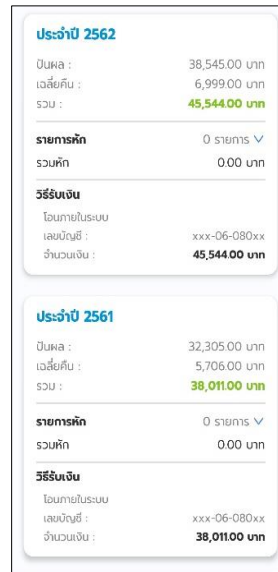 ประจำปี 2562
ปันผล : 38,545.00 บาท
เฉลี่ยคืน : 6,999.00 บาท
รวม : 45,544.00 บาท
รายการหัก 0 รายการ
รวมหัก 0.00 บาท
วิธีรับเงิน
โอนภายในระบบ
เลขบัญชี : xxx-06-080xx
จำนวนเงิน : 45,544.00 บาท
ประจำปี 2561
ปันผล : 32,305.00 บาท
เฉลี่ยคืน : 5,706.00 บาท
รวม : 38,011.00 บาท
รายการหัก 0 รายการ
รวมหัก 0.00 บาท
วิธีรับเงิน
โอนภายในระบบ
เลขบัญชี : xxx-06-080xx
จำนวนเงิน : 38,011.00 บาท